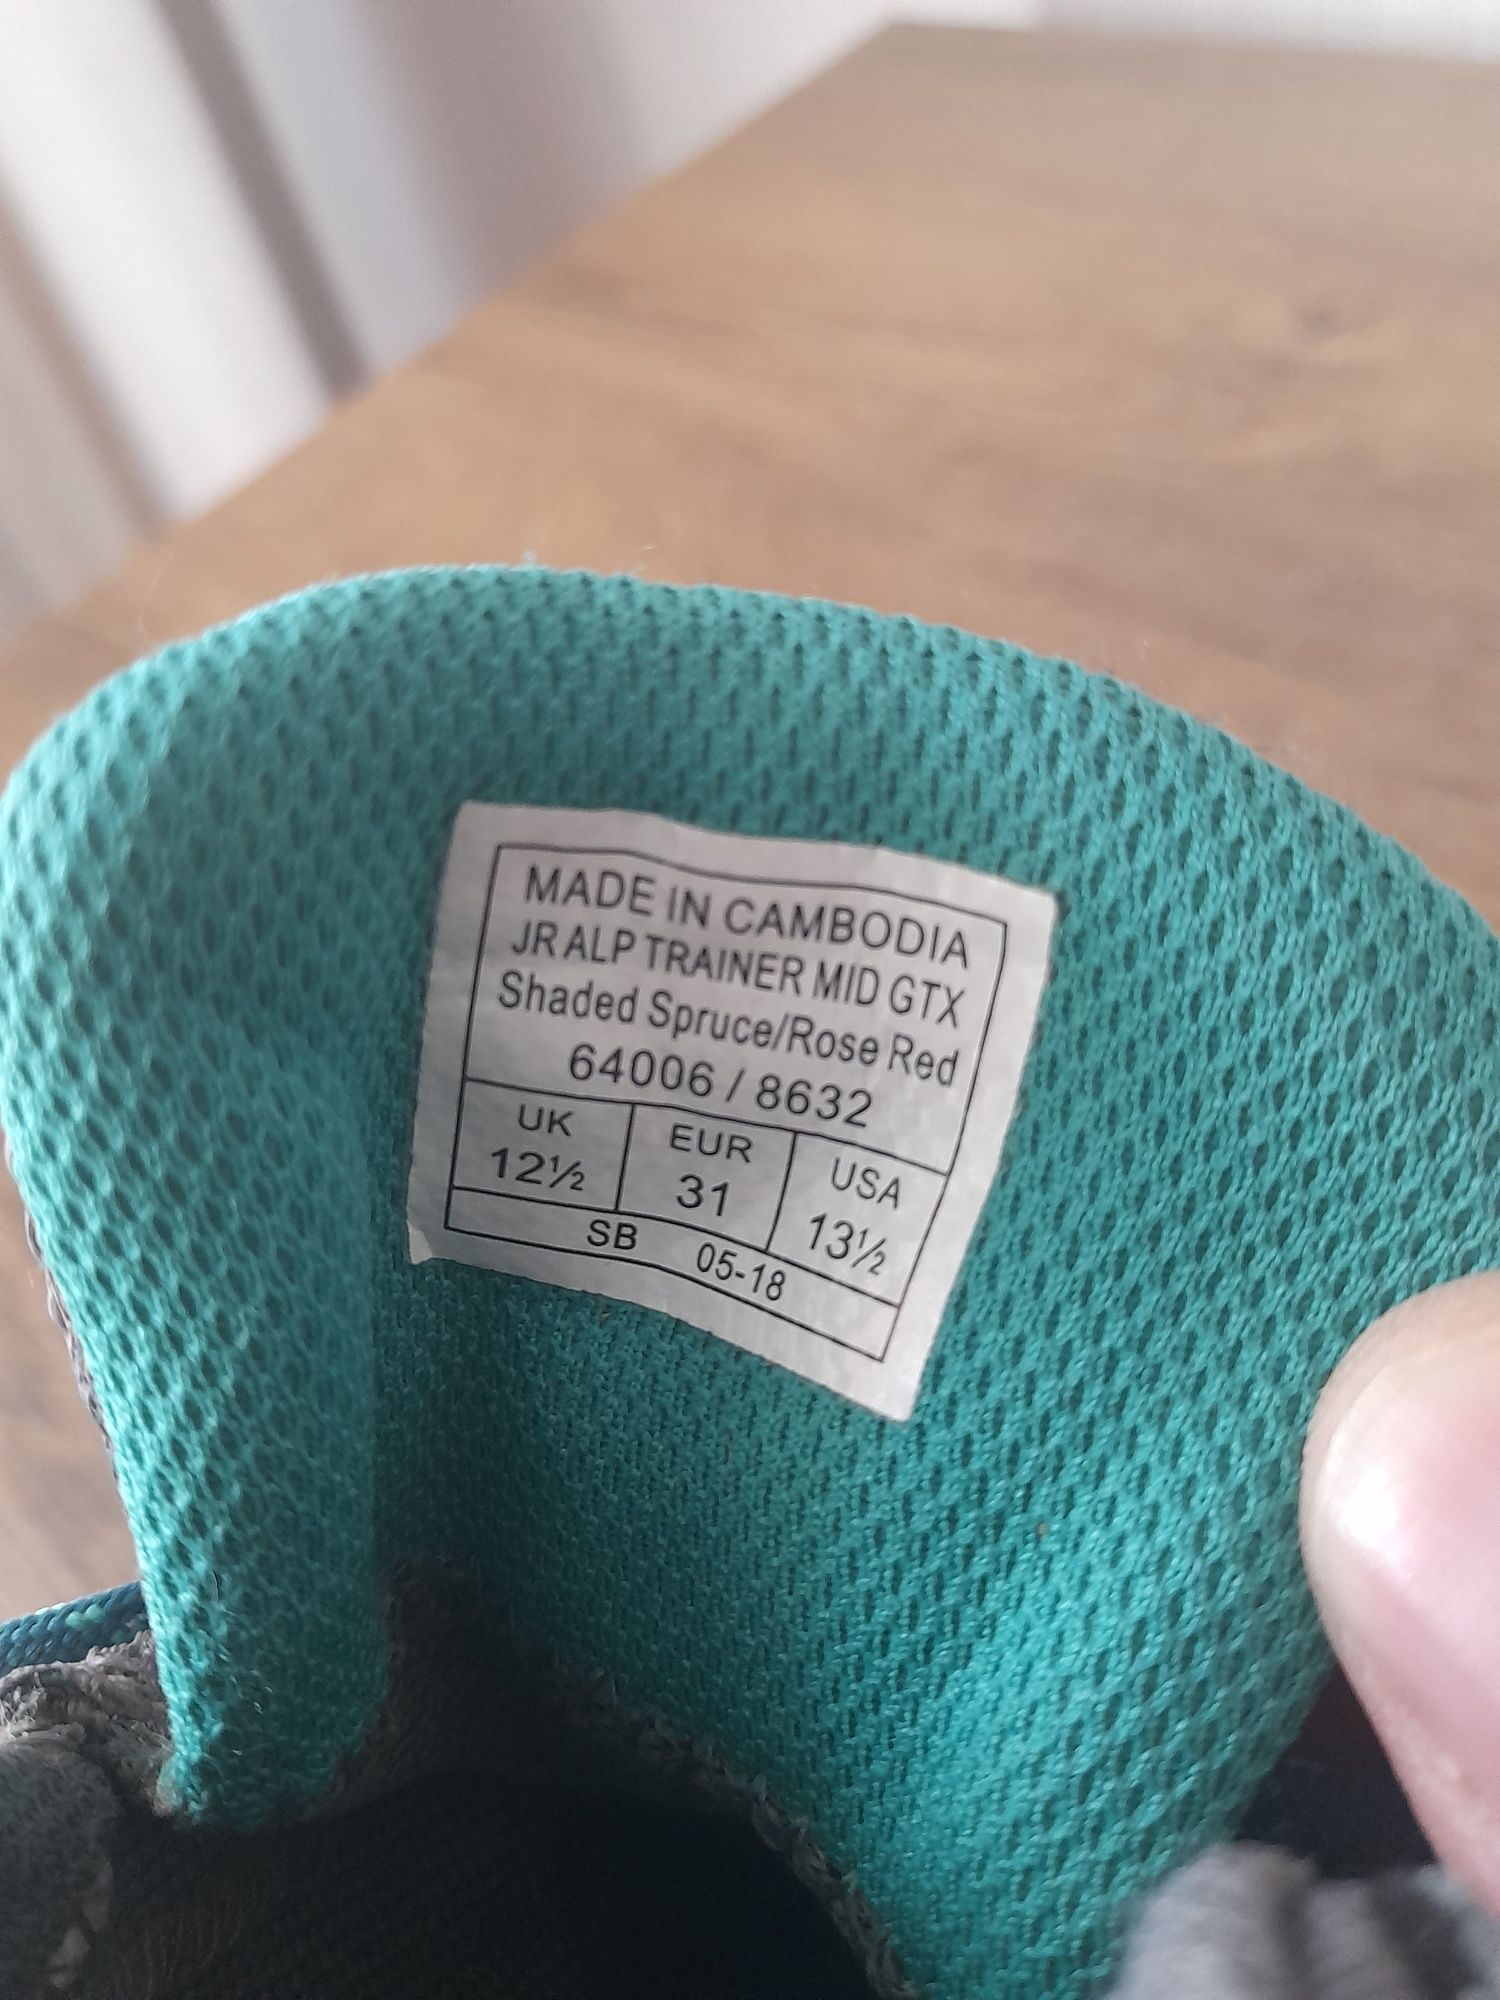 MADE IN CAMBODIA
JR ALP TRAINER MID GTX
Shaded Spruce/Rose Red
64006 / 8632
UK EUR USA
12½ 31 13½
SB 05-18